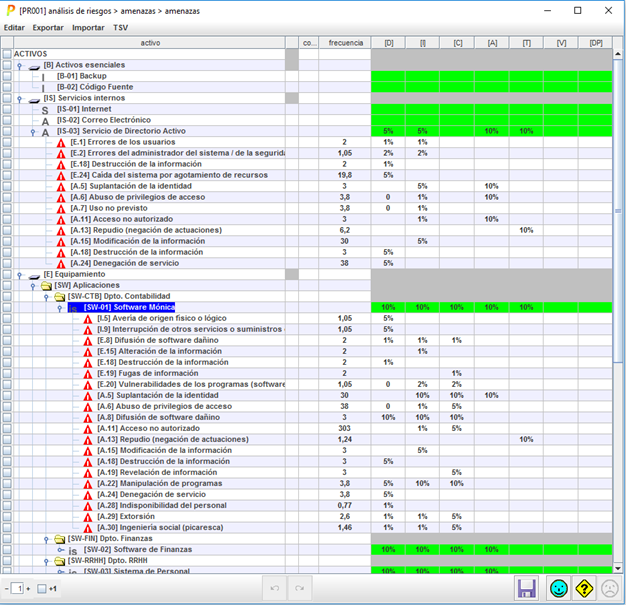 [PR001] análisis de riesgos > amenazas > amenazas
Editar Exportar Importar TSV
activo co... frecuencia [D] [I] [C] [A] [T] [V] [DP]
ACTIVOS
[B] Activos esenciales
[B-01] Backup
[B-02] Código Fuente
[IS] Servicios internos
[IS-01] Internet
[IS-02] Correo Electrónico
[IS-03] Servicio de Directorio Activo 5% 5% 10% 10%
[E.1] Errores de los usuarios 2 1% 1%
[E.2] Errores del administrador del sistema / de la segurida 1,05 2% 2%
[E.18] Destrucción de la información 2 1%
[E.24] Caída del sistema por agotamiento de recursos 19,8 5%
[A.5] Suplantación de la identidad 3 5% 10%
[A.6] Abuso de privilegios de acceso 3,8 0 1% 10%
[A.7] Uso no previsto 3,8 0 1%
[A.11] Acceso no autorizado 3 1% 10%
[A.13] Repudio (negación de actuaciones) 6,2 10%
[A.15] Modificación de la información 30 5%
[A.18] Destrucción de la información 3 5%
[A.24] Denegación de servicio 38 5%
[E] Equipamiento
[SW] Aplicaciones
[SW-CTB] Dpto. Contabilidad
[SW-01] Software Mónica 10% 10% 10% 10% 10%
[I.5] Avería de origen físico o lógico 1,05 5%
[I.9] Interrupción de otros servicios o suministros 1,05 5%
[E.8] Difusión de software dañino 2 1% 1% 1%
[E.15] Alteración de la información 2 1%
[E.18] Destrucción de la información 2 1%
[E.19] Fugas de información 2 1%
[E.20] Vulnerabilidades de los programas (software 1,05 0 2% 2%
[A.5] Suplantación de la identidad 30 10% 10% 10%
[A.6] Abuso de privilegios de acceso 38 0 1% 5%
[A.8] Difusión de software dañino 3 10% 10% 10%
[A.11] Acceso no autorizado 303 1% 5%
[A.13] Repudio (negación de actuaciones) 1,24 10%
[A.15] Modificación de la información 3 5%
[A.18] Destrucción de la información 3 5%
[A.19] Revelación de información 3 5%
[A.22] Manipulación de programas 3,8 5% 10% 10%
[A.24] Denegación de servicio 3,8 5%
[A.28] Indisponibilidad del personal 0,77 1%
[A.29] Extorsión 2,6 1% 1% 5%
[A.30] Ingeniería social (picaresca) 1,46 1% 1% 5%
[SW-FIN] Dpto. Finanzas
[SW-02] Software de Finanzas 10% 10% 10% 10%
[SW-RRHH] Dpto. RRHH
[SW-03] Sistema de Personal 10% 10% 10% 10%
- 1 + +1